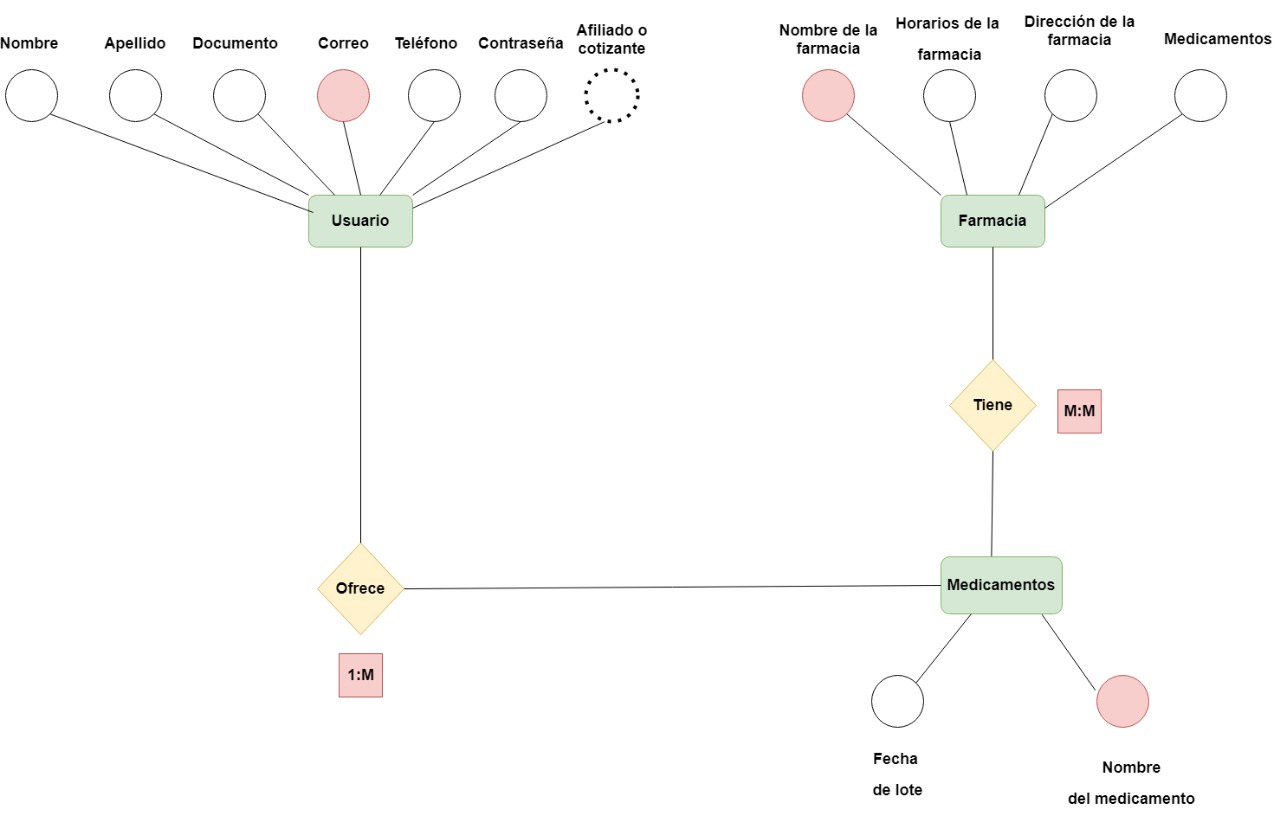 Nombre
Apellido
Documento
Correo
Teléfono
Contraseña
Afiliado o
cotizante
Nombre de la
farmacia
Horarios de la
farmacia
Dirección de la
farmacia
Medicamentos
Usuario
Farmacia
Tiene
M:M
Ofrece
Medicamentos
1:M
Fecha
de lote
Nombre
del medicamento